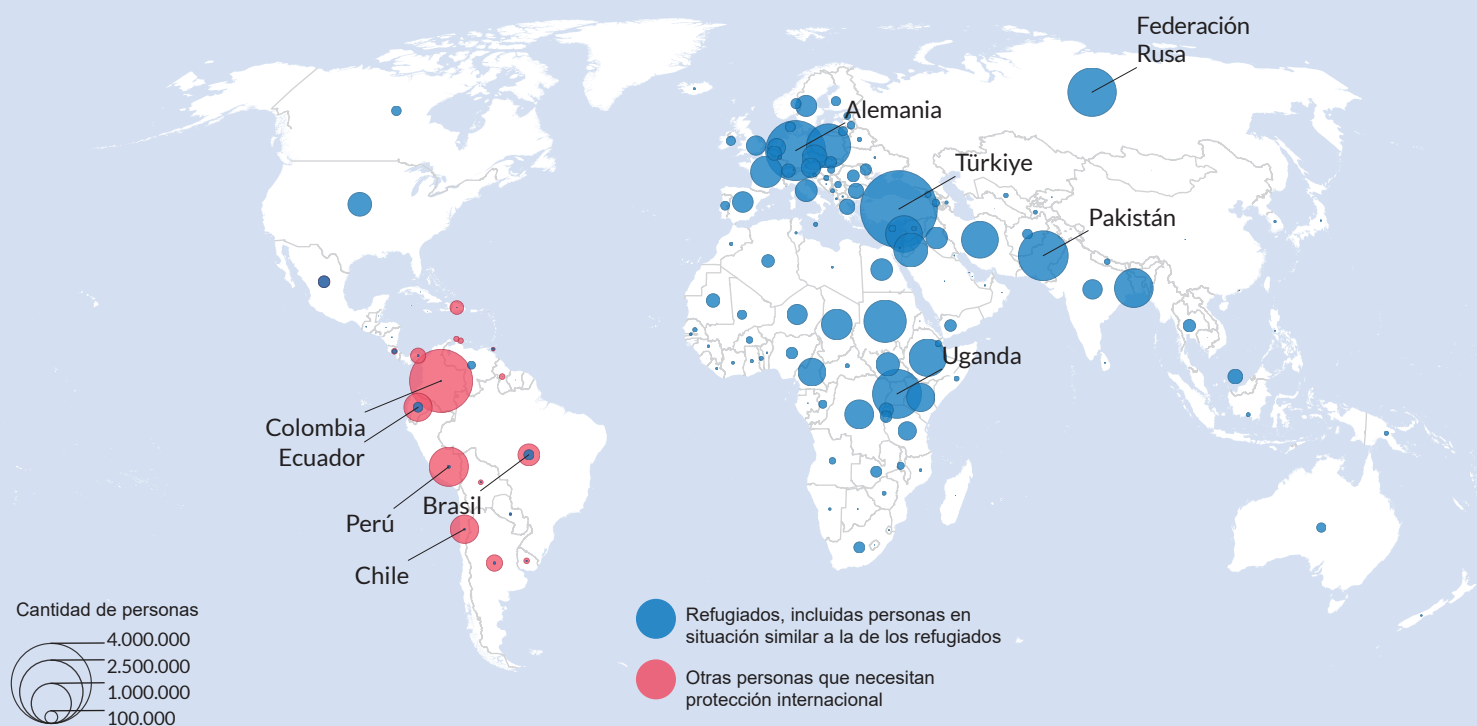 Federación
Rusa
Alemania
Türkiye
Pakistán
Uganda
Colombia
Ecuador
Perú
Brasil
Chile
Cantidad de personas
4.000.000
2.500.000
1.000.000
100.000
Refugiados, incluidas personas en
situación similar a la de los refugiados
Otras personas que necesitan
protección internacional